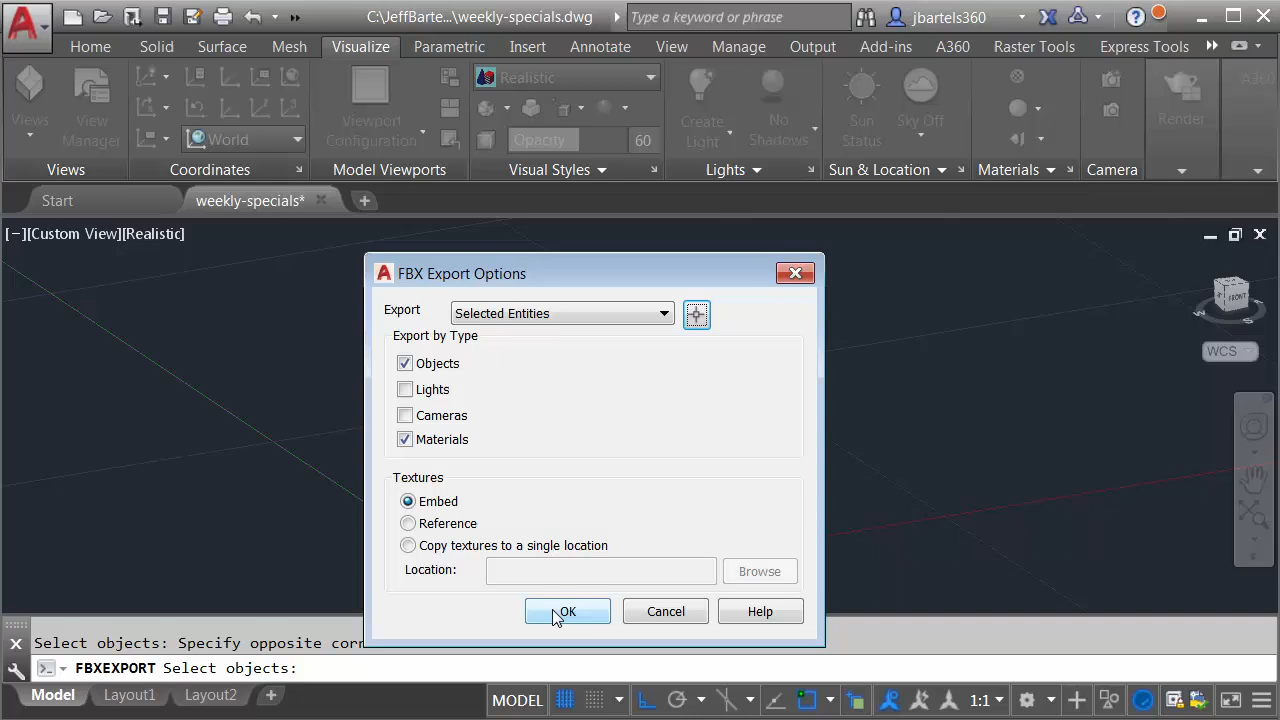 C:\JeffBarte...\weekly-specials.dwg
Type a keyword or phrase
jbartels360
Home Solid Surface Mesh Visualize Parametric Insert Annotate View Manage Output Add-ins A360 Raster Tools Express Tools
Views
View
Manager
World
Viewport
Configuration
Realistic
Opacity 60
Create
Light
No
Shadows
Sun
Status
Sky Off
Render
A360
Views Coordinates Model Viewports Visual Styles Lights Sun & Location Materials Camera
Start weekly-specials*
[−][Custom View][Realistic]
FRONT
W S
WCS
FBX Export Options
Export Selected Entities
Export by Type
Objects
Lights
Cameras
Materials
Textures
Embed
Reference
Copy textures to a single location
Location: Browse
OK Cancel Help
Select objects: Specify opposite corr
FBXEXPORT Select objects:
Model Layout1 Layout2 MODEL 1:1